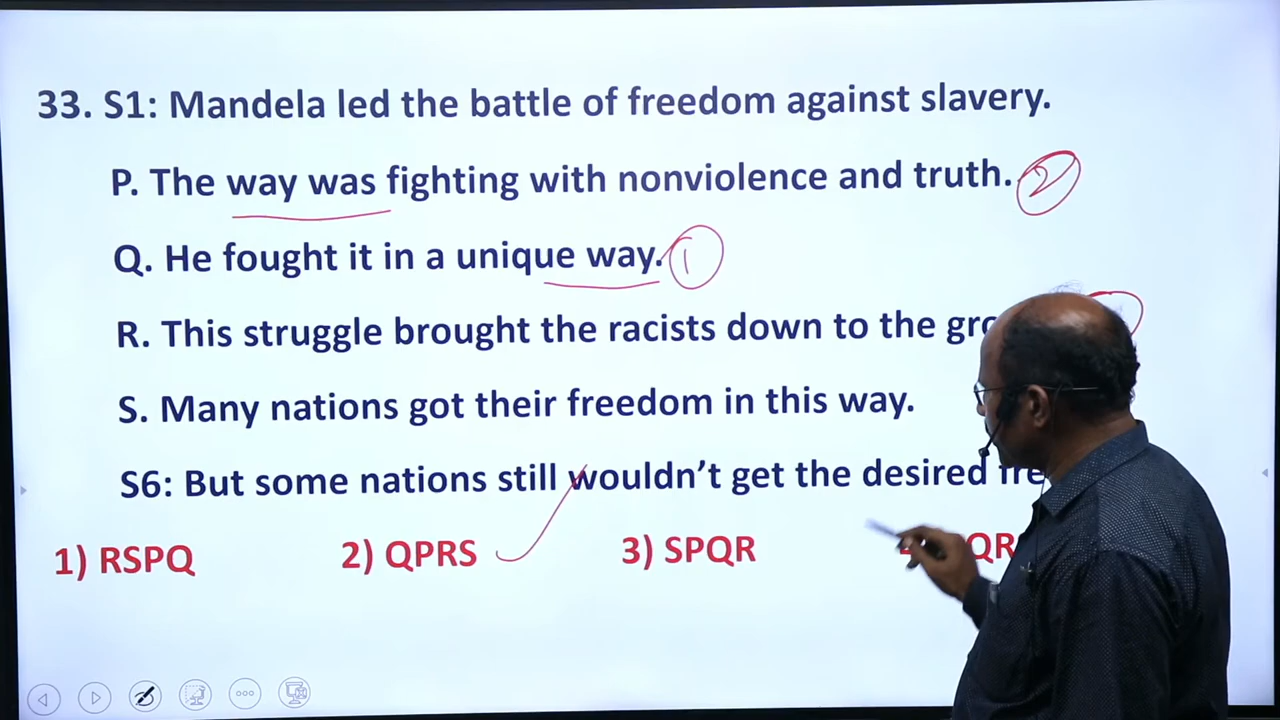 33. S1: Mandela led the battle of freedom against slavery.
P. The way was fighting with nonviolence and truth. 2
Q. He fought it in a unique way. 1
R. This struggle brought the racists down to the
S. Many nations got their freedom in this way.
S6: But some nations still wouldn't get the desired
1) RSPQ 2) QPRS 3) SPQR